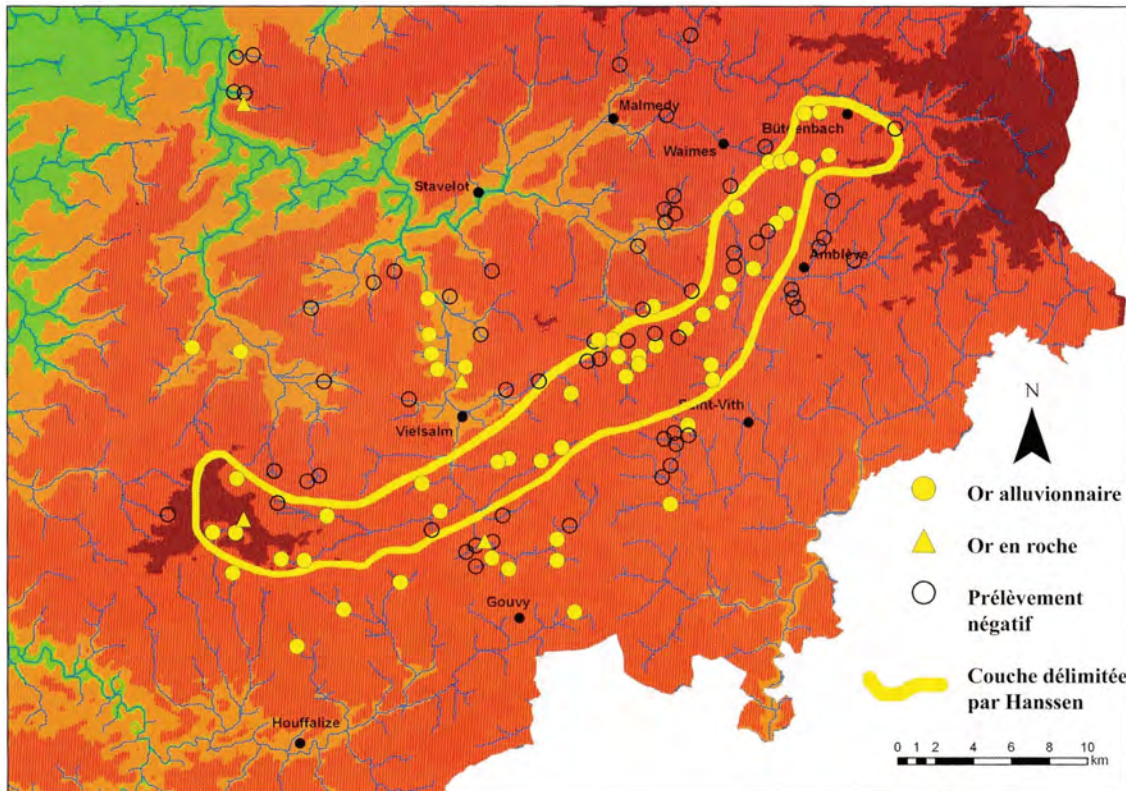 Malmedy
Bütgenbach
Waimes
Stavelot
Amblève
Saint-Vith
Vielsalm
Gouvy
Houffalize
N
Or alluvionnaire
Or en roche
Prélèvement
négatif
Couche délimitée
par Hanssen
0 1 2 4 6 8 10
km